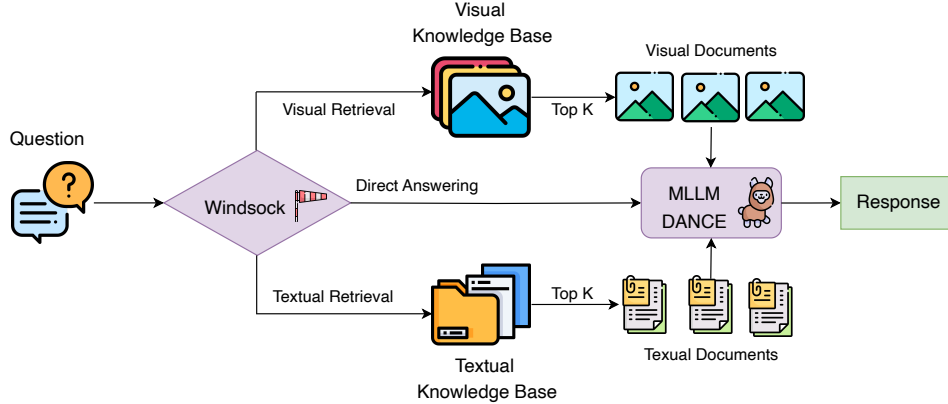 Visual
Knowledge Base
Visual Documents
Visual Retrieval
Top K
Question
?
Windsock
Direct Answering
MLLM
DANCE
Response
Textual Retrieval
Top K
Texual Documents
Textual
Knowledge Base